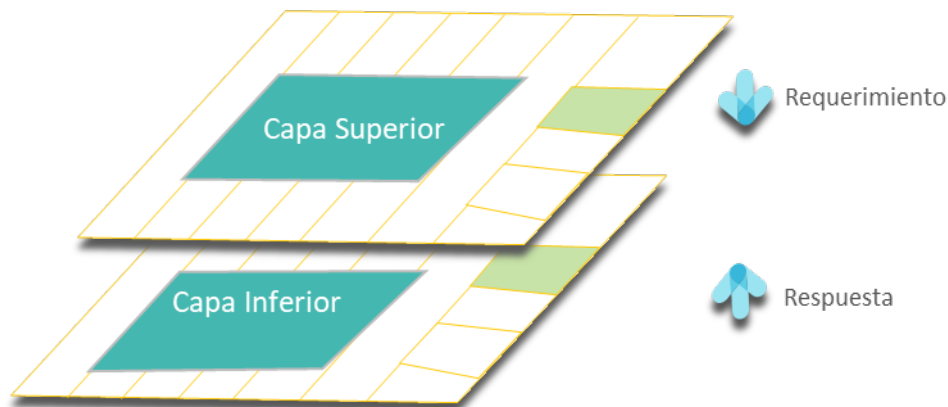 Capa Superior
Requerimiento
Capa Inferior
Respuesta